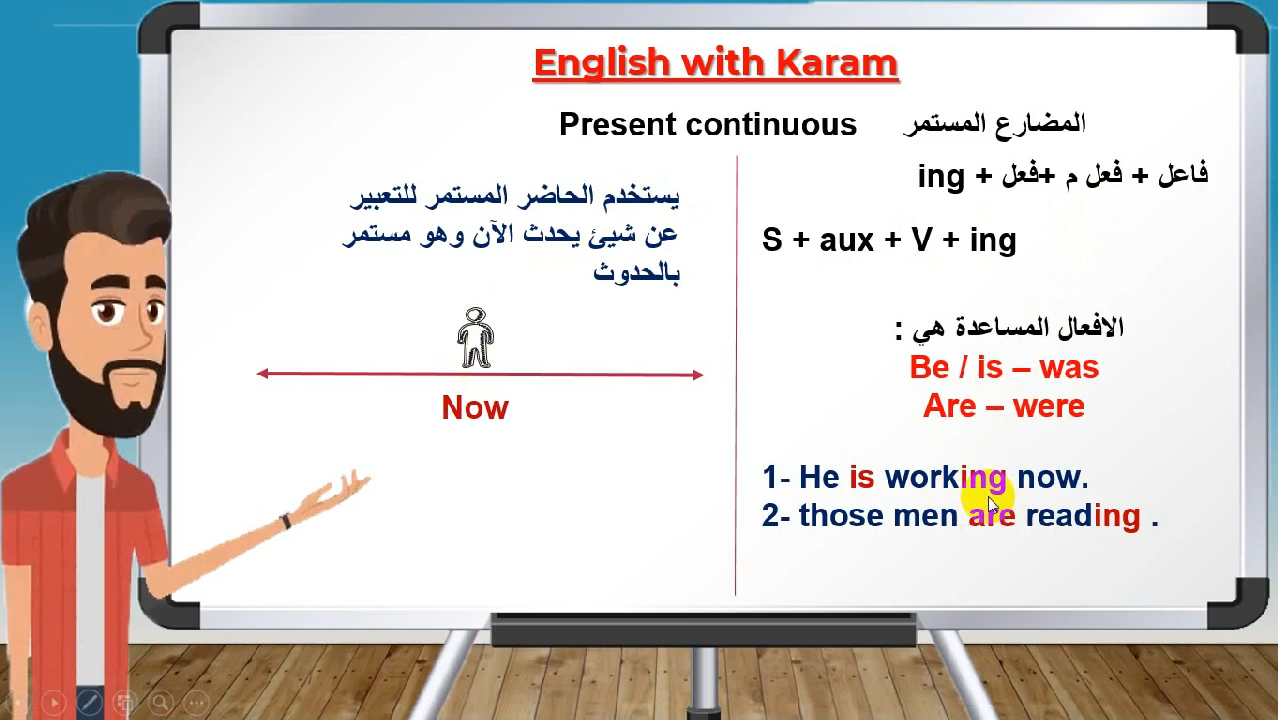 English with Karam
Present continuous المضارع المستمر
يستخدم الحاضر المستمر للتعبير
عن شيئ يحدث الآن وهو مستمر
بالحدوث
Now
فاعل + فعل م +فعل + ing
S + aux + V + ing
الافعال المساعدة هي :
Be / is – was
Are – were
1- He is working now.
2- those men are reading .